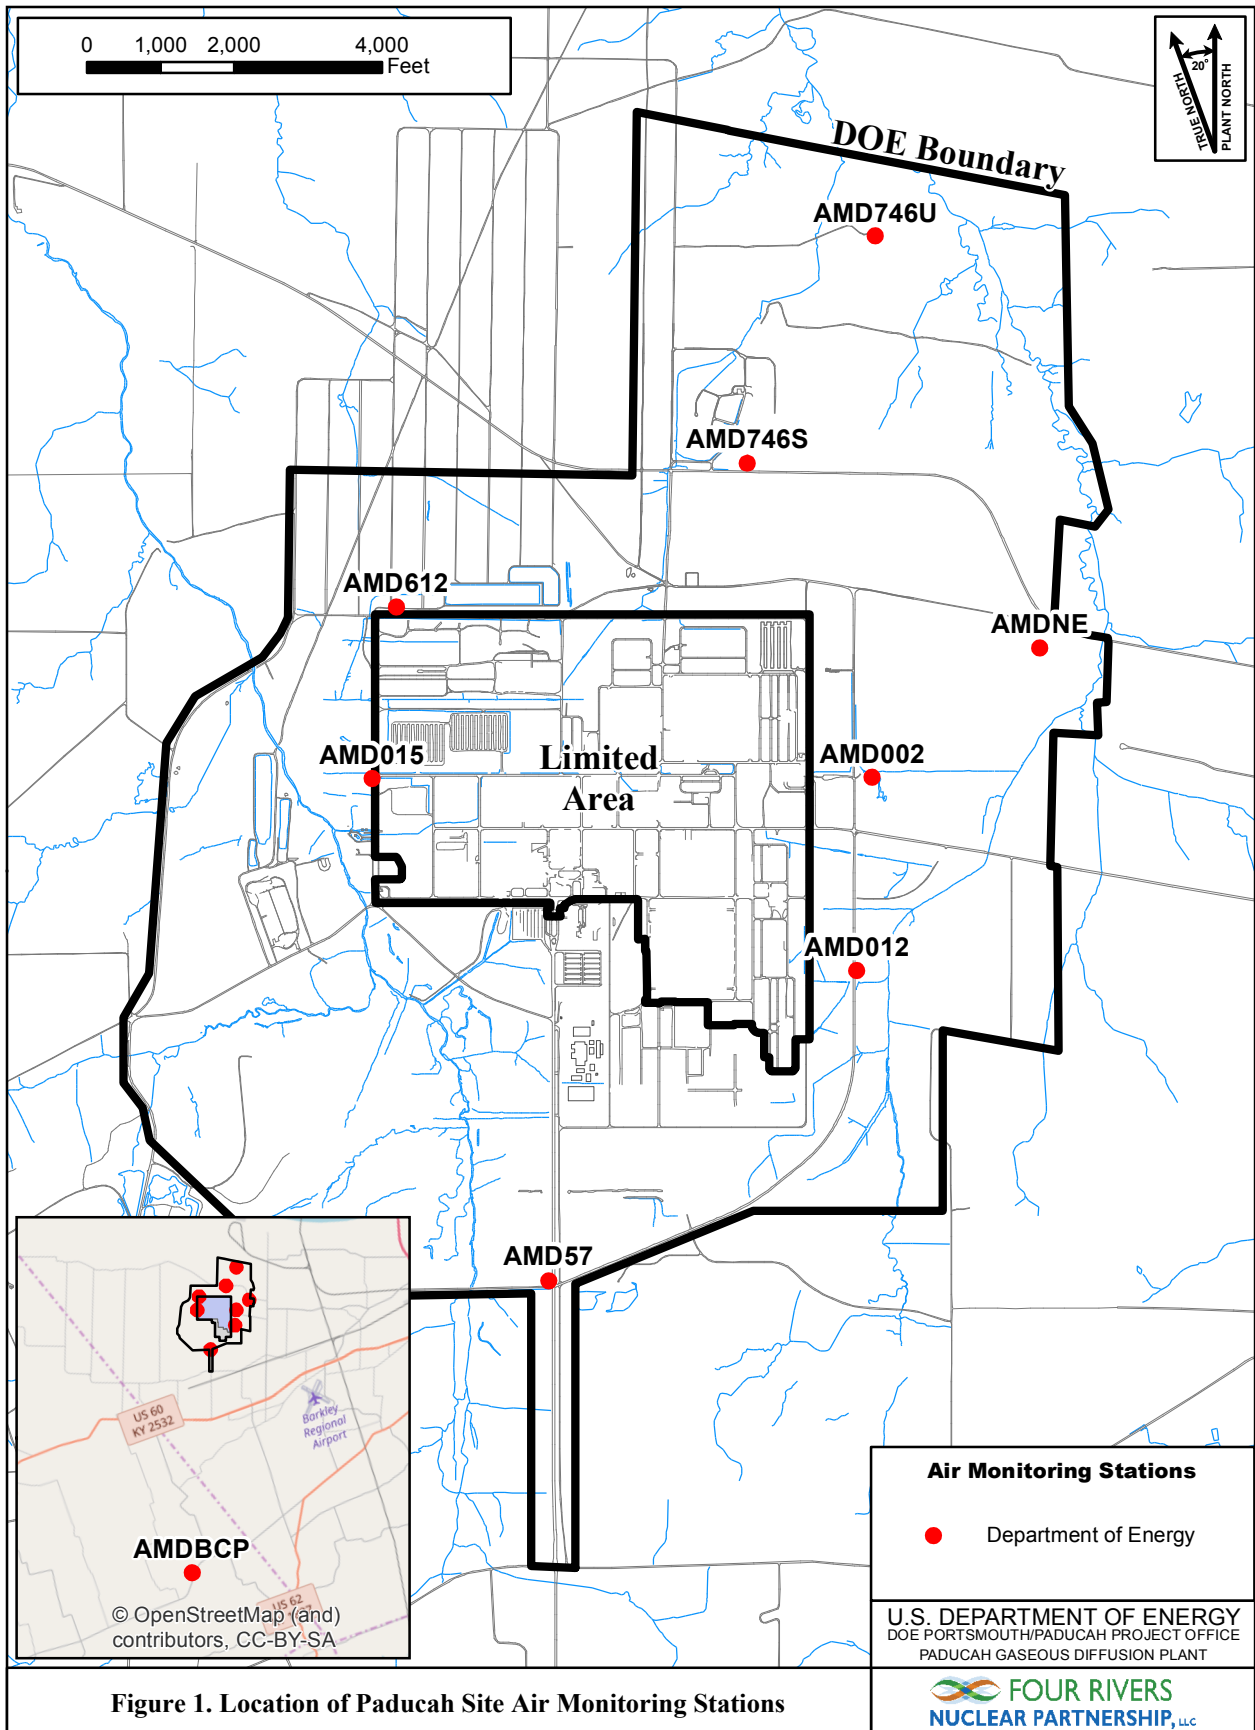 0 1,000 2,000 4,000
Feet
20°
TRUE NORTH
PLANT NORTH
DOE Boundary
AMD746U
AMD746S
AMD612
AMDNE
AMD015
Limited
Area
AMD002
AMD012
AMD57
US 60
KY 2532
Barkley
Regional
Airport
AMDBCP
US 62
© OpenStreetMap (and)
contributors, CC-BY-SA
Air Monitoring Stations
Department of Energy
U.S. DEPARTMENT OF ENERGY
DOE PORTSMOUTH/PADUCAH PROJECT OFFICE
PADUCAH GASEOUS DIFFUSION PLANT
Figure 1. Location of Paducah Site Air Monitoring Stations
FOUR RIVERS
NUCLEAR PARTNERSHIP, LLC